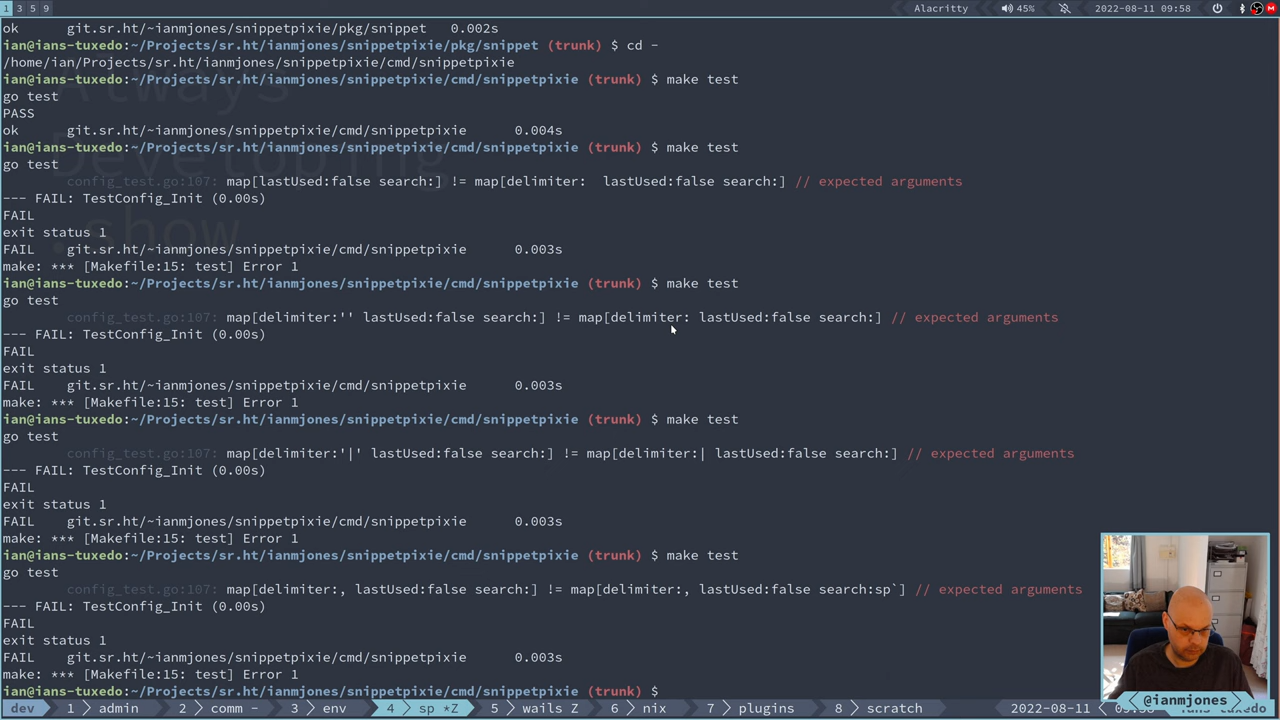 1 3 5 9 Alacritty 45% 2022-08-11 09:58
ok git.sr.ht/~ianmjones/snippetpixie/pkg/snippet 0.002s
ian@ians-tuxedo:~/Projects/sr.ht/ianmjones/snippetpixie/pkg/snippet (trunk) $ cd -
/home/ian/Projects/sr.ht/ianmjones/snippetpixie/cmd/snippetpixie
ian@ians-tuxedo:~/Projects/sr.ht/ianmjones/snippetpixie/cmd/snippetpixie (trunk) $ make test
go test
PASS
ok git.sr.ht/~ianmjones/snippetpixie/cmd/snippetpixie 0.004s
ian@ians-tuxedo:~/Projects/sr.ht/ianmjones/snippetpixie/cmd/snippetpixie (trunk) $ make test
go test
config_test.go:107: map[lastUsed:false search:] != map[delimiter:  lastUsed:false search:] // expected arguments
--- FAIL: TestConfig_Init (0.00s)
FAIL
exit status 1
FAIL git.sr.ht/~ianmjones/snippetpixie/cmd/snippetpixie 0.003s
make: *** [Makefile:15: test] Error 1
ian@ians-tuxedo:~/Projects/sr.ht/ianmjones/snippetpixie/cmd/snippetpixie (trunk) $ make test
go test
config_test.go:107: map[delimiter:'' lastUsed:false search:] != map[delimiter: lastUsed:false search:] // expected arguments
--- FAIL: TestConfig_Init (0.00s)
FAIL
exit status 1
FAIL git.sr.ht/~ianmjones/snippetpixie/cmd/snippetpixie 0.003s
make: *** [Makefile:15: test] Error 1
ian@ians-tuxedo:~/Projects/sr.ht/ianmjones/snippetpixie/cmd/snippetpixie (trunk) $ make test
go test
config_test.go:107: map[delimiter:'|' lastUsed:false search:] != map[delimiter:| lastUsed:false search:] // expected arguments
--- FAIL: TestConfig_Init (0.00s)
FAIL
exit status 1
FAIL git.sr.ht/~ianmjones/snippetpixie/cmd/snippetpixie 0.003s
make: *** [Makefile:15: test] Error 1
ian@ians-tuxedo:~/Projects/sr.ht/ianmjones/snippetpixie/cmd/snippetpixie (trunk) $ make test
go test
config_test.go:107: map[delimiter:, lastUsed:false search:] != map[delimiter:, lastUsed:false search:sp`] // expected arguments
--- FAIL: TestConfig_Init (0.00s)
FAIL
exit status 1
FAIL git.sr.ht/~ianmjones/snippetpixie/cmd/snippetpixie 0.003s
make: *** [Makefile:15: test] Error 1
ian@ians-tuxedo:~/Projects/sr.ht/ianmjones/snippetpixie/cmd/snippetpixie (trunk) $
Always
Developing
.show
@ianmjones
dev 1 admin 2 comm - 3 env 4 sp *Z 5 wails Z 6 nix 7 plugins 8 scratch 2022-08-11